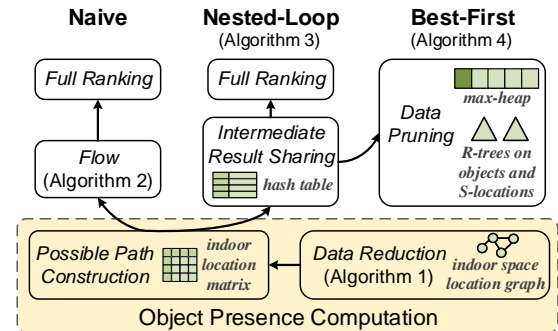 Naive
Nested-Loop
(Algorithm 3)
Best-First
(Algorithm 4)
Full Ranking
Full Ranking
Data
Pruning
max-heap
R-trees on
objects and
S-locations
Flow
(Algorithm 2)
Intermediate
Result Sharing
hash table
Possible Path
Construction
indoor
location
matrix
Data Reduction
(Algorithm 1)
indoor space
location graph
Object Presence Computation